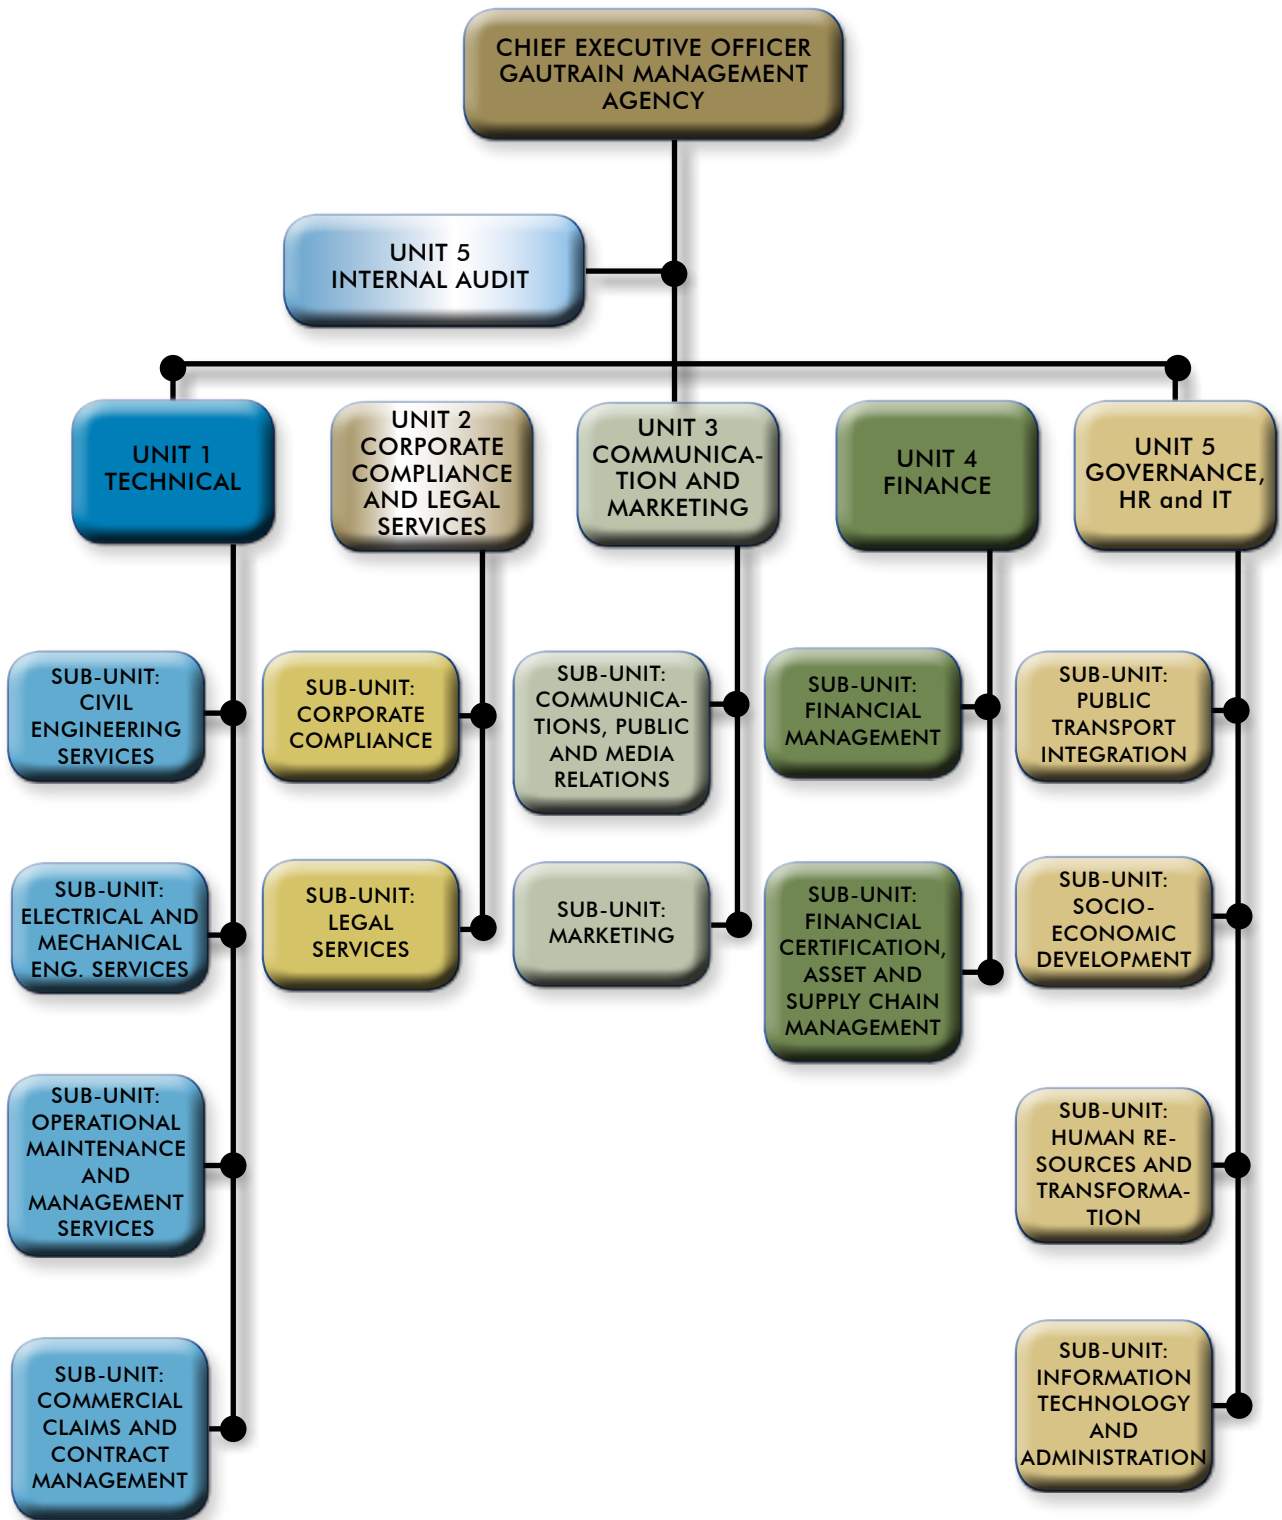 CHIEF EXECUTIVE OFFICER
GAUTRAIN MANAGEMENT
AGENCY
UNIT 5
INTERNAL AUDIT
UNIT 1
TECHNICAL
UNIT 2
CORPORATE
COMPLIANCE
AND LEGAL
SERVICES
UNIT 3
COMMUNICA-
TION AND
MARKETING
UNIT 4
FINANCE
UNIT 5
GOVERNANCE,
HR and IT
SUB-UNIT:
CIVIL
ENGINEERING
SERVICES
SUB-UNIT:
CORPORATE
COMPLIANCE
SUB-UNIT:
COMMUNICA-
TIONS, PUBLIC
AND MEDIA
RELATIONS
SUB-UNIT:
FINANCIAL
MANAGEMENT
SUB-UNIT:
PUBLIC
TRANSPORT
INTEGRATION
SUB-UNIT:
ELECTRICAL AND
MECHANICAL
ENG. SERVICES
SUB-UNIT:
LEGAL
SERVICES
SUB-UNIT:
MARKETING
SUB-UNIT:
FINANCIAL
CERTIFICATION,
ASSET AND
SUPPLY CHAIN
MANAGEMENT
SUB-UNIT:
SOCIO-
ECONOMIC
DEVELOPMENT
SUB-UNIT:
OPERATIONAL
MAINTENANCE
AND
MANAGEMENT
SERVICES
SUB-UNIT:
HUMAN RE-
SOURCES AND
TRANSFORMA-
TION
SUB-UNIT:
COMMERCIAL
CLAIMS AND
CONTRACT
MANAGEMENT
SUB-UNIT:
INFORMATION
TECHNOLOGY
AND
ADMINISTRATION